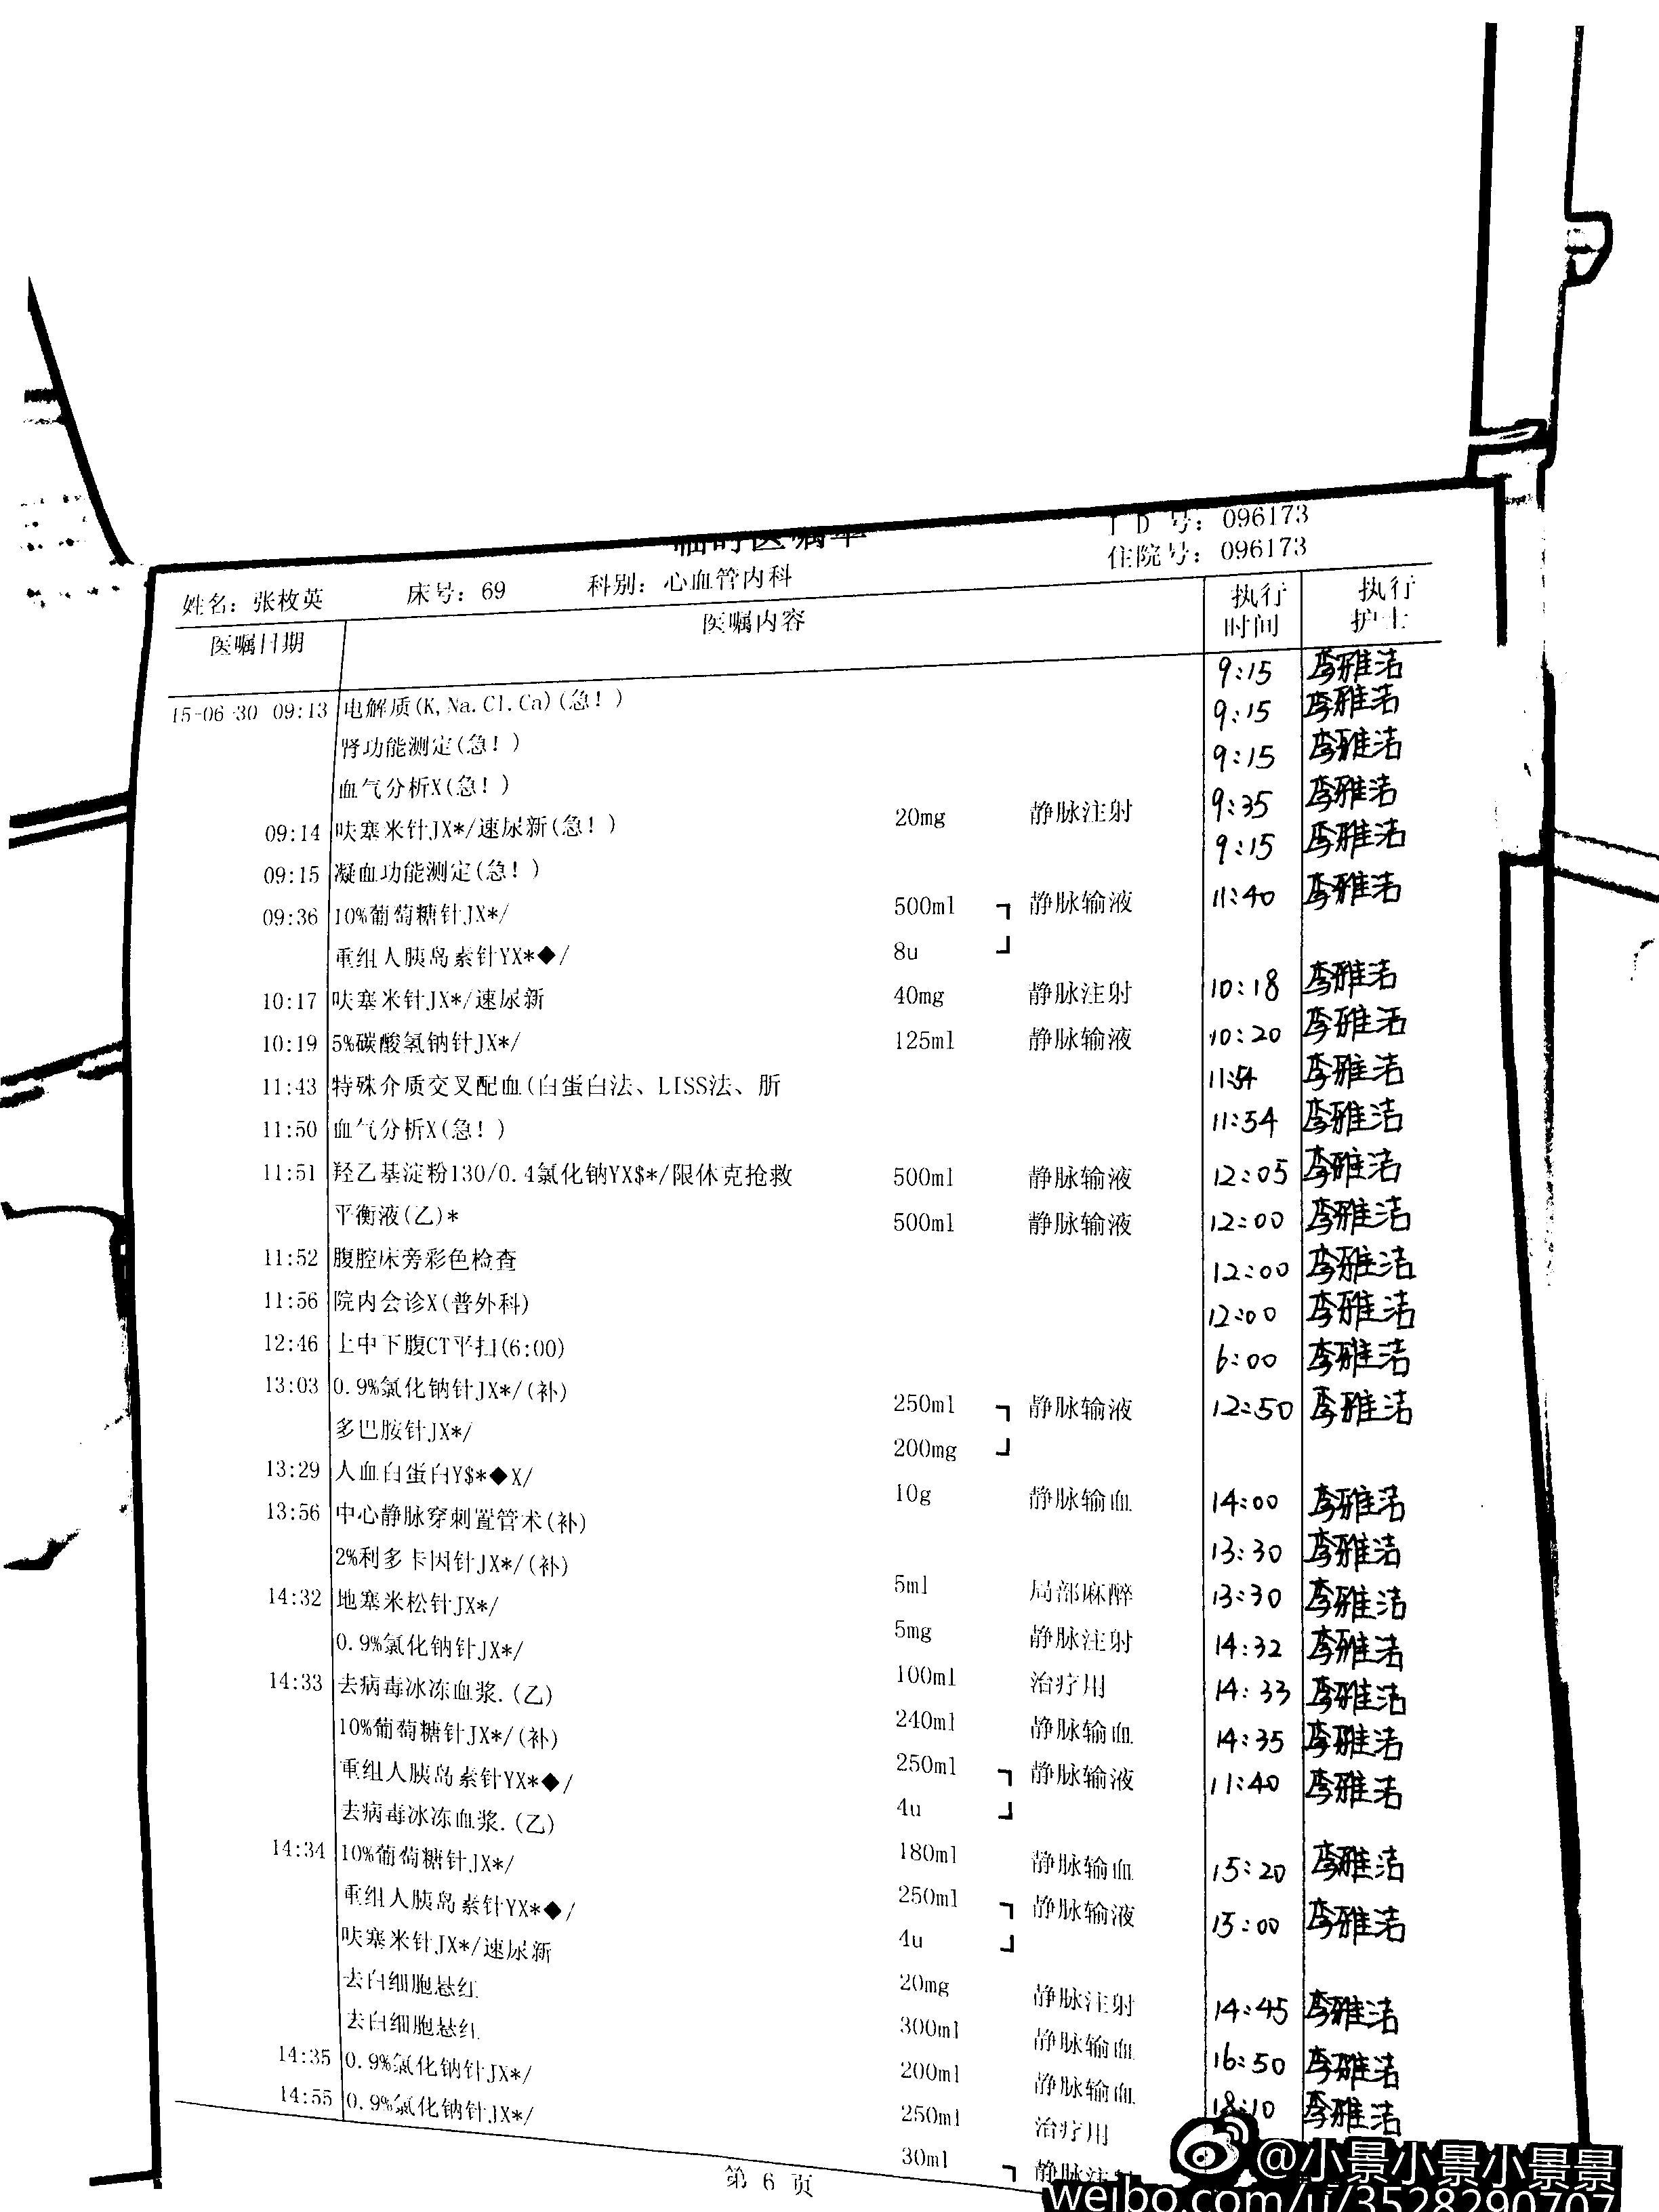 临时医嘱单
ID号: 096173
住院号: 096173
姓名: 张枚英 床号: 69 科别: 心血管内科
医嘱日期 医嘱内容 执行时间 执行护士
15-06-30 09:13 电解质(K,Na.Cl.Ca)(急!) 9:15 李雅洁
肾功能测定(急!) 9:15 李雅洁
血气分析X(急!) 9:15 李雅洁
09:14 呋塞米针JX*/速尿新(急!) 20mg 静脉注射 9:35 李雅洁
09:15 凝血功能测定(急!) 9:15 李雅洁
09:36 10%葡萄糖针JX*/ 500ml ┐ 静脉输液 11:40 李雅洁
重组人胰岛素针YX*◆/ 8u ┘
10:17 呋塞米针JX*/速尿新 40mg 静脉注射 10:18 李雅洁
10:19 5%碳酸氢钠针JX*/ 125ml 静脉输液 10:20 李雅洁
11:43 特殊介质交叉配血(白蛋白法、LISS法、肵 11:54 李雅洁
11:50 血气分析X(急!) 11:54 李雅洁
11:51 羟乙基淀粉130/0.4氯化钠YX$*/限休克抢救 500ml 静脉输液 12:05 李雅洁
平衡液(乙)* 500ml 静脉输液 12:00 李雅洁
11:52 腹腔床旁彩色检查 12:00 李雅洁
11:56 院内会诊X(普外科) 12:00 李雅洁
12:46 上中下腹CT平扫(6:00) 6:00 李雅洁
13:03 0.9%氯化钠针JX*/(补) 250ml ┐ 静脉输液 12:50 李雅洁
多巴胺针JX*/ 200mg ┘
13:29 人血白蛋白Y$*◆X/ 10g 静脉输血 14:00 李雅洁
13:56 中心静脉穿刺置管术(补) 13:30 李雅洁
2%利多卡因针JX*/(补) 5ml 局部麻醉 13:30 李雅洁
14:32 地塞米松针JX*/ 5mg 静脉注射 14:32 李雅洁
0.9%氯化钠针JX*/ 100ml 治疗用 14:33 李雅洁
14:33 去病毒冰冻血浆.(乙) 240ml 静脉输血 14:35 李雅洁
10%葡萄糖针JX*/(补) 250ml ┐ 静脉输液 11:40 李雅洁
重组人胰岛素针YX*◆/ 4u ┘
去病毒冰冻血浆.(乙) 180ml 静脉输血 15:20 李雅洁
14:34 10%葡萄糖针JX*/ 250ml ┐ 静脉输液 15:00 李雅洁
重组人胰岛素针YX*◆/ 4u ┘
呋塞米针JX*/速尿新 20mg 静脉注射 14:45 李雅洁
去白细胞悬红 300ml 静脉输血 16:50 李雅洁
去白细胞悬红 200ml 静脉输血 18:10 李雅洁
14:35 0.9%氯化钠针JX*/ 250ml 治疗用
14:55 0.9%氯化钠针JX*/ 30ml ┐ 静脉注射
第 6 页
@小景小景小景景
weibo.com/u/3528290707